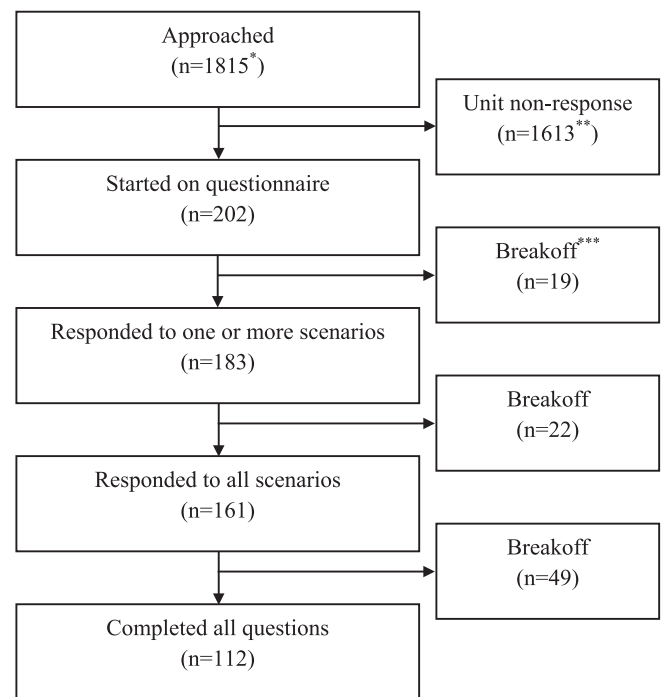 Approached
(n=1815*)
Unit non-response
(n=1613**)
Started on questionnaire
(n=202)
Breakoff***
(n=19)
Responded to one or more scenarios
(n=183)
Breakoff
(n=22)
Responded to all scenarios
(n=161)
Breakoff
(n=49)
Completed all questions
(n=112)